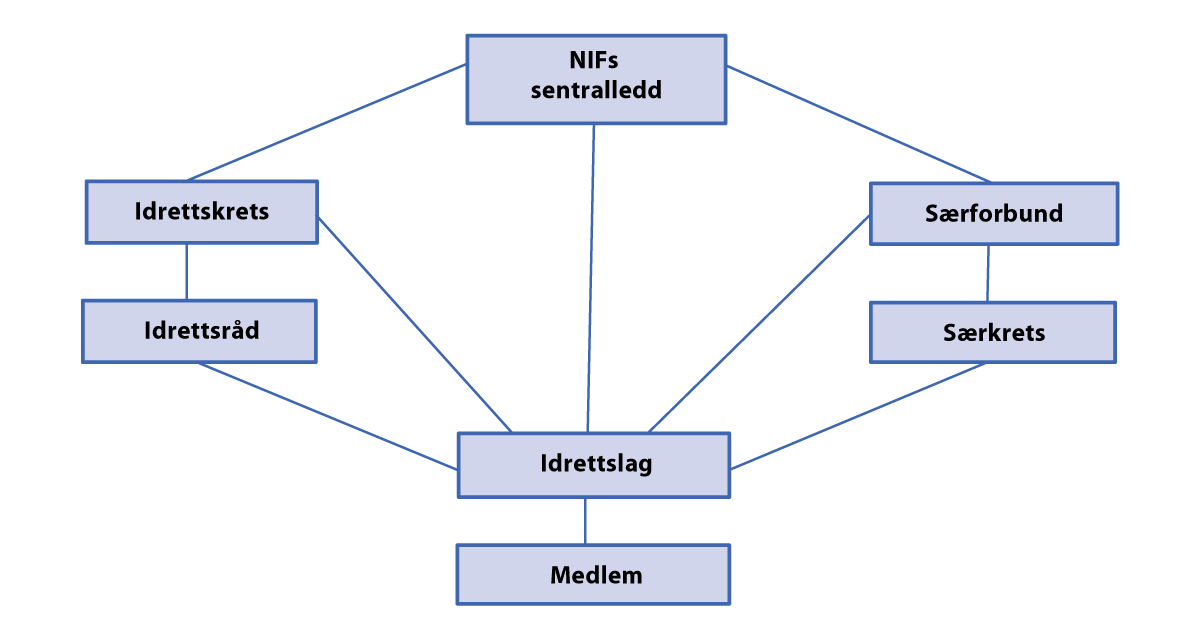 NIFs
sentralledd
Idrettskrets
Særforbund
Idrettsråd
Særkrets
Idrettslag
Medlem